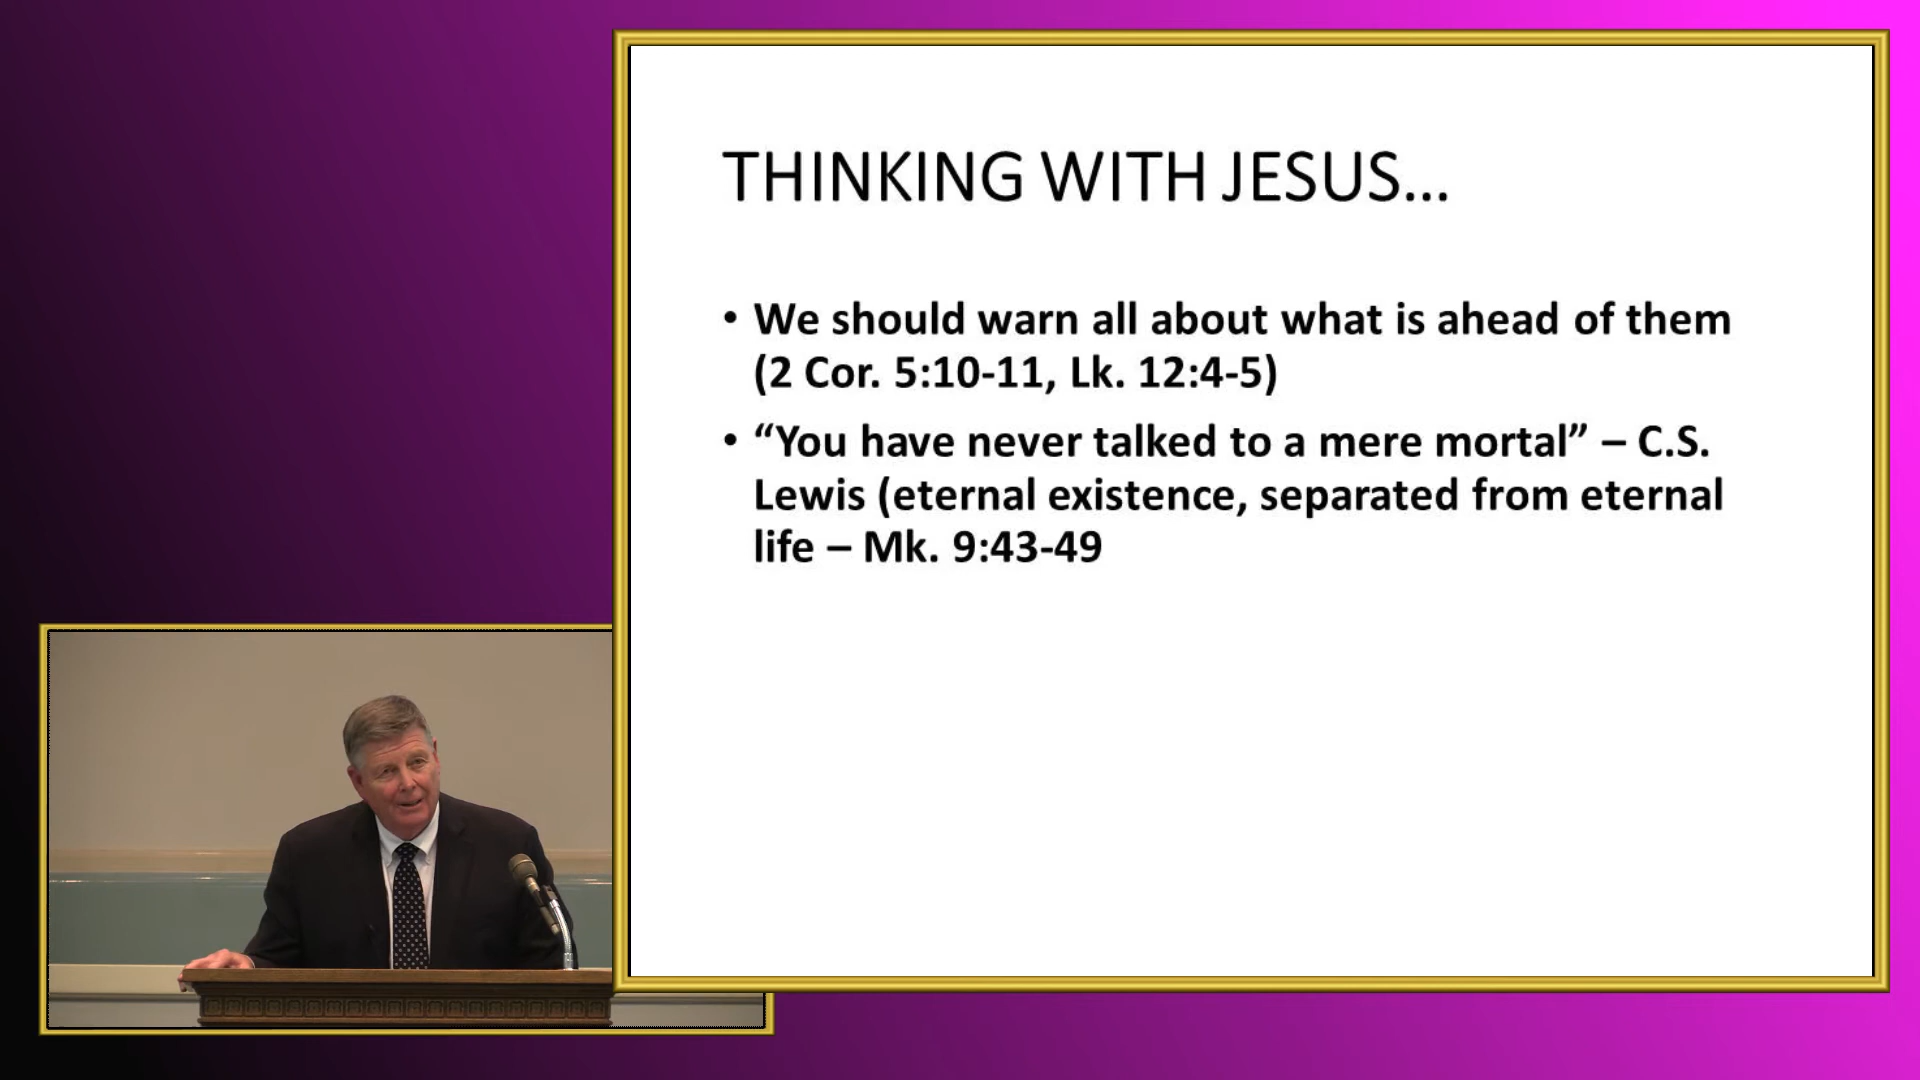 THINKING WITH JESUS...
• We should warn all about what is ahead of them
(2 Cor. 5:10-11, Lk. 12:4-5)
• “You have never talked to a mere mortal” – C.S.
Lewis (eternal existence, separated from eternal
life – Mk. 9:43-49